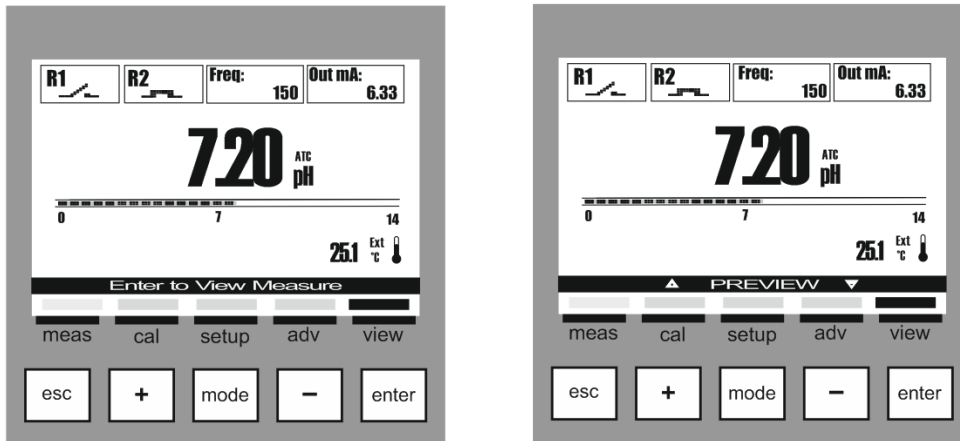 R1 R2 Freq: 150 Out mA: 6.33
7.20 ATC pH
0 7 14
25.1 Ext °C
Enter to View Measure
meas cal setup adv view
esc + mode − enter
R1 R2 Freq: 150 Out mA: 6.33
7.20 ATC pH
0 7 14
25.1 Ext °C
PREVIEW
meas cal setup adv view
esc + mode − enter